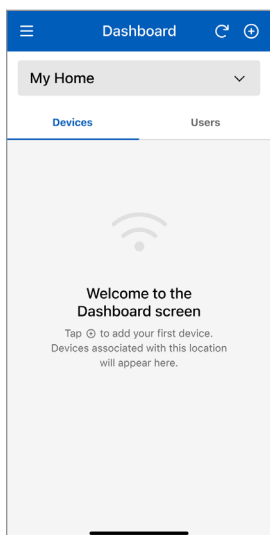 Dashboard
My Home
Devices Users
Welcome to the
Dashboard screen
Tap ⊕ to add your first device.
Devices associated with this location
will appear here.